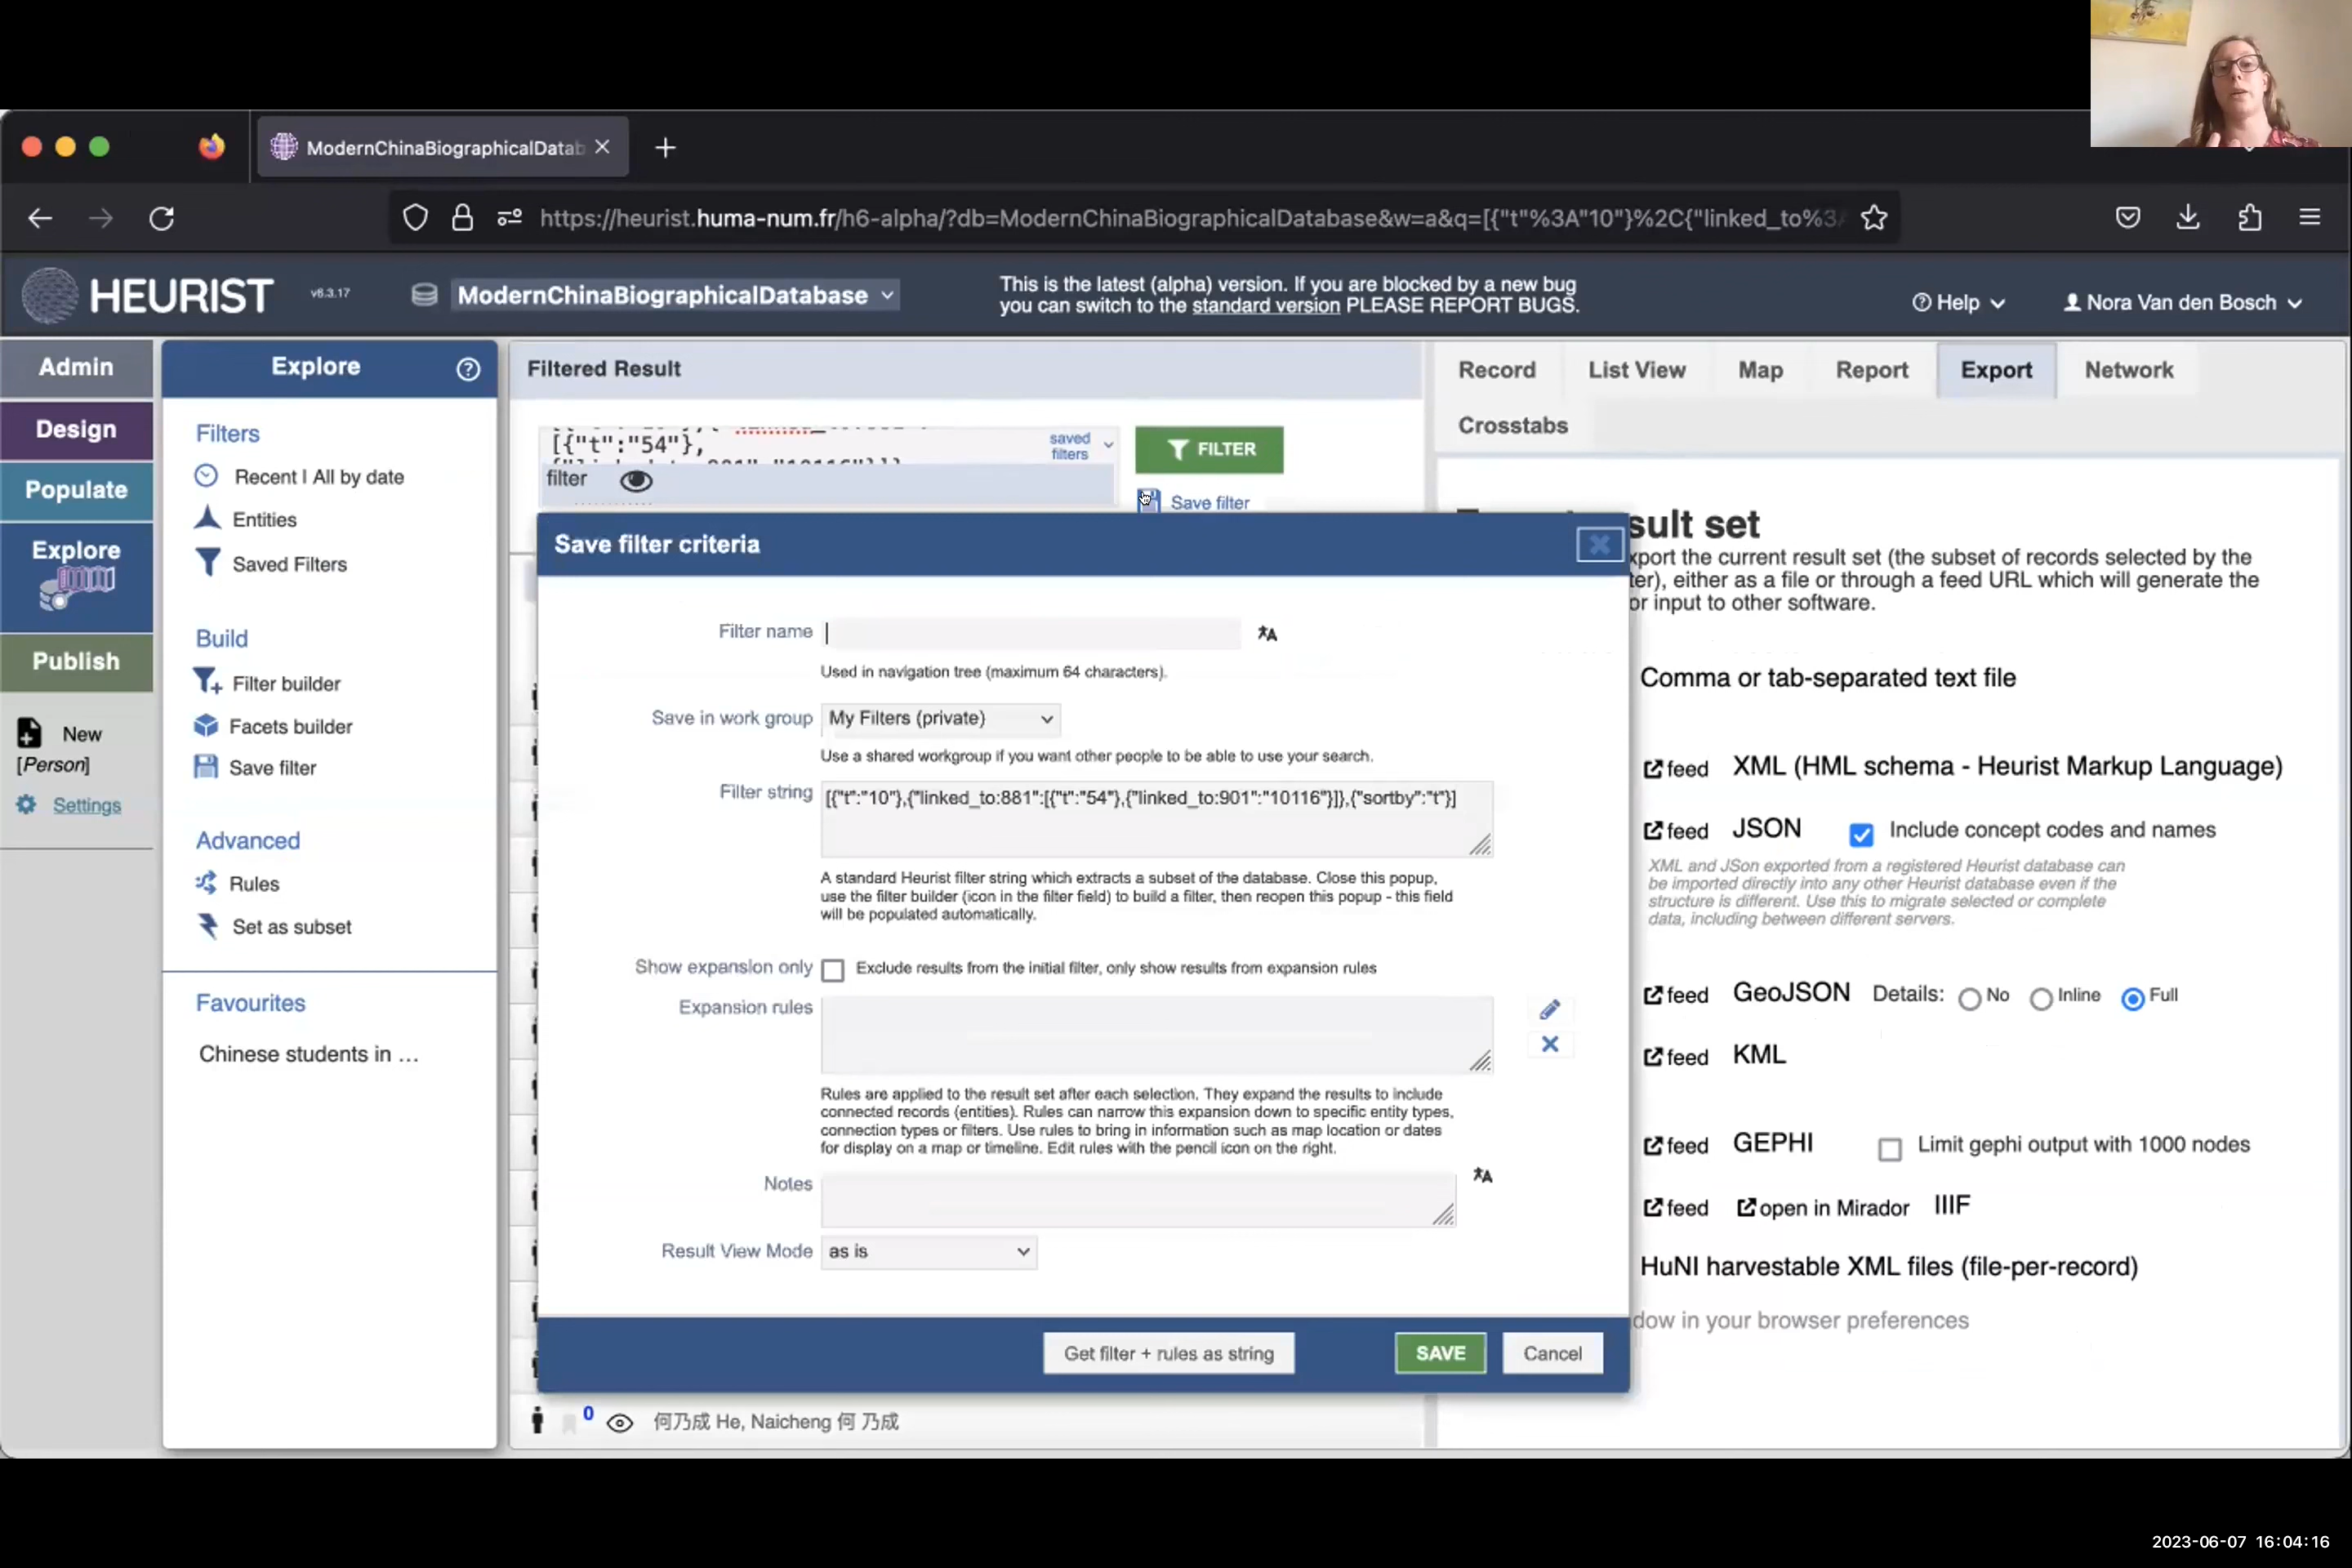 ModernChinaBiographicalDatab
https://heurist.huma-num.fr/h6-alpha/?db=ModernChinaBiographicalDatabase&w=a&q=[{"t"%3A"10"}%2C{"linked_to%3
HEURIST
v6.3.17
ModernChinaBiographicalDatabase
This is the latest (alpha) version. If you are blocked by a new bug
you can switch to the standard version PLEASE REPORT BUGS.
Help
Nora Van den Bosch
Admin
Design
Populate
Explore
Publish
New
[Person]
Settings
Explore
Filters
Recent | All by date
Entities
Saved Filters
Build
Filter builder
Facets builder
Save filter
Advanced
Rules
Set as subset
Favourites
Chinese students in ...
Filtered Result
[{"t":"54"},
saved
filters
filter
FILTER
Save filter
Record
List View
Map
Report
Export
Network
Crosstabs
Save filter criteria
Filter name
Used in navigation tree (maximum 64 characters).
Save in work group
My Filters (private)
Use a shared workgroup if you want other people to be able to use your search.
Filter string
[{"t":"10"},{"linked_to:881":[{"t":"54"},{"linked_to:901":"10116"}]},{"sortby":"t"}]
A standard Heurist filter string which extracts a subset of the database. Close this popup,
use the filter builder (icon in the filter field) to build a filter, then reopen this popup - this field
will be populated automatically.
Show expansion only
Exclude results from the initial filter, only show results from expansion rules
Expansion rules
Rules are applied to the result set after each selection. They expand the results to include
connected records (entities). Rules can narrow this expansion down to specific entity types,
connection types or filters. Use rules to bring in information such as map location or dates
for display on a map or timeline. Edit rules with the pencil icon on the right.
Notes
Result View Mode
as is
Get filter + rules as string
SAVE
Cancel
0
何乃成 He, Naicheng 何 乃成
sult set
xport the current result set (the subset of records selected by the
ter), either as a file or through a feed URL which will generate the
or input to other software.
Comma or tab-separated text file
feed XML (HML schema - Heurist Markup Language)
feed JSON Include concept codes and names
XML and JSon exported from a registered Heurist database can
be imported directly into any other Heurist database even if the
structure is different. Use this to migrate selected or complete
data, including between different servers.
feed GeoJSON Details: No Inline Full
feed KML
feed GEPHI Limit gephi output with 1000 nodes
feed open in Mirador IIIF
HuNI harvestable XML files (file-per-record)
dow in your browser preferences
2023-06-07 16:04:16